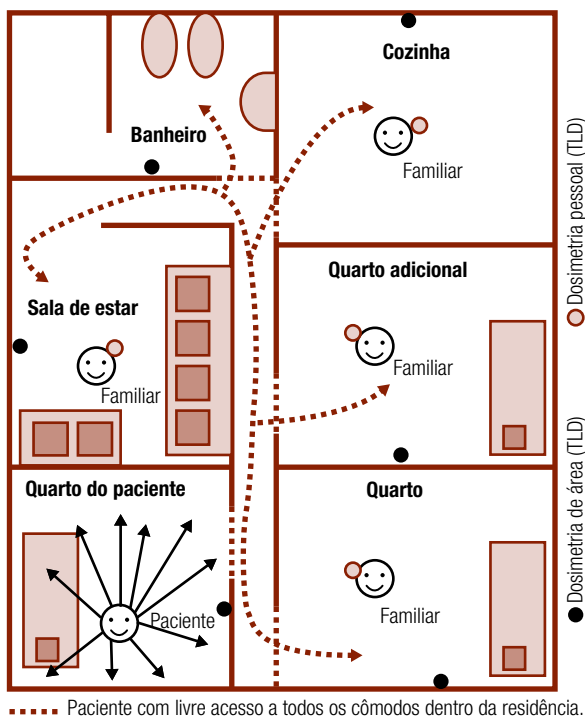 Cozinha
Banheiro
Familiar
Quarto adicional
Sala de estar
Familiar
Familiar
Quarto do paciente
Quarto
Paciente
Familiar
Dosimetria pessoal (TLD)
Dosimetria de área (TLD)
Paciente com livre acesso a todos os cômodos dentro da residência.